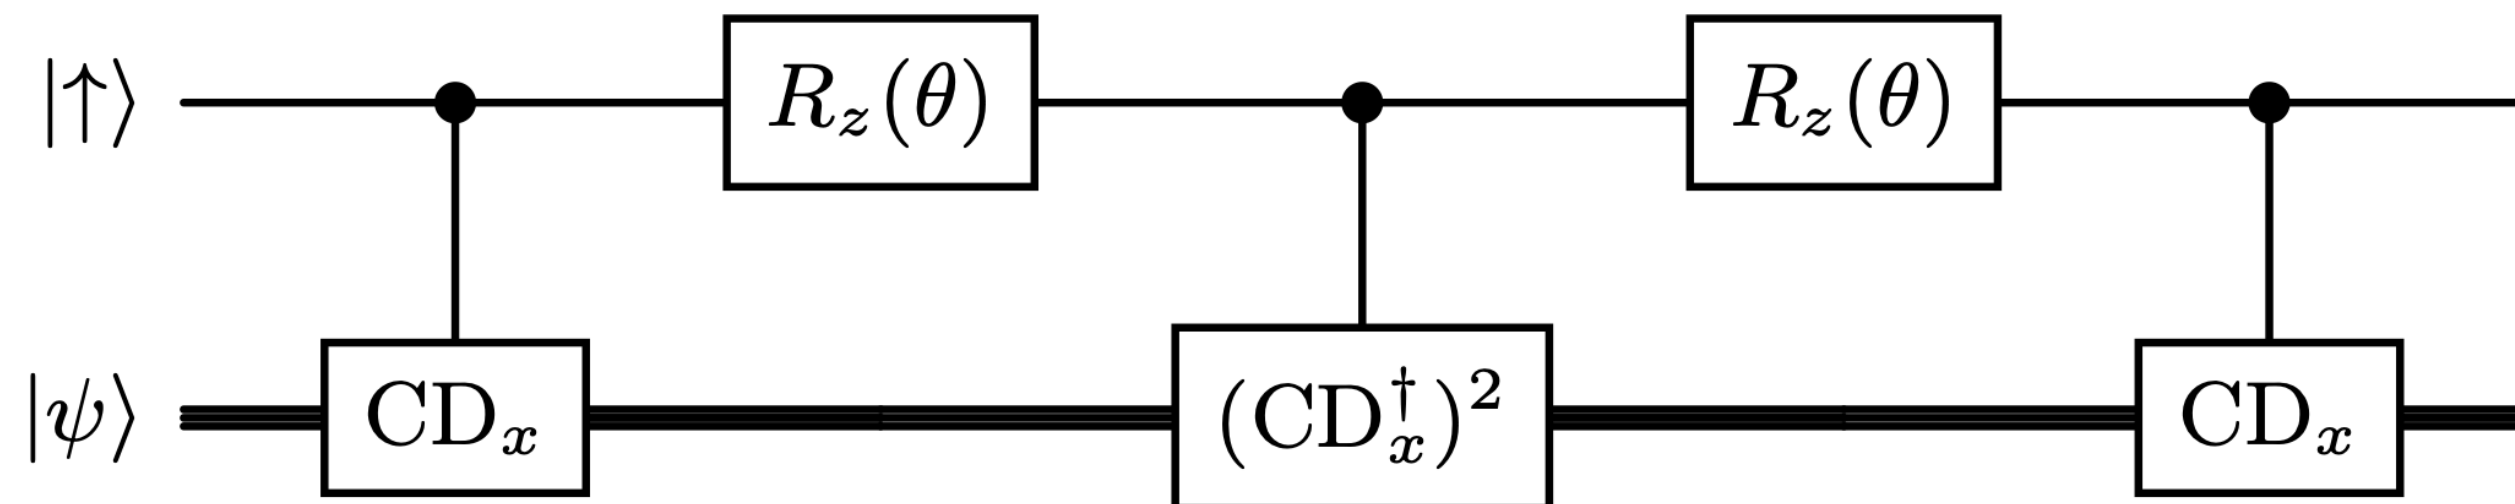 |↑⟩ R_z(θ) R_z(θ)
|ψ⟩ CD_x (CD_x^†)^2 CD_x